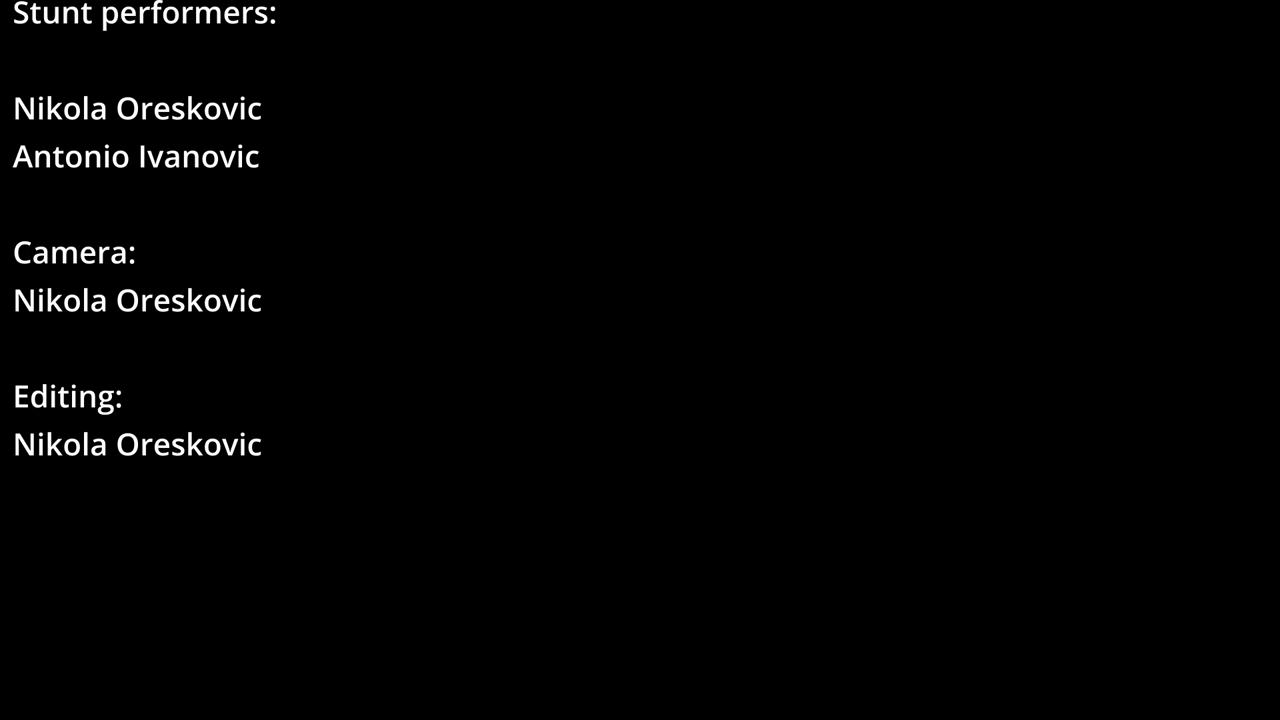 Stunt performers:
Nikola Oreskovic
Antonio Ivanovic
Camera:
Nikola Oreskovic
Editing:
Nikola Oreskovic